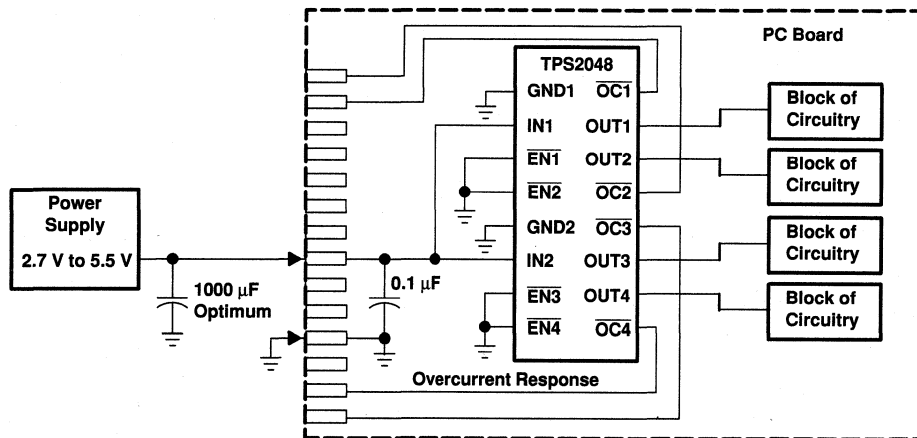 PC Board
TPS2048
GND1 OC1
IN1 OUT1
EN1 OUT2
EN2 OC2
GND2 OC3
IN2 OUT3
EN3 OUT4
EN4 OC4
Block of
Circuitry
Block of
Circuitry
Block of
Circuitry
Block of
Circuitry
Power
Supply
2.7 V to 5.5 V
1000 μF
Optimum
0.1 μF
Overcurrent Response